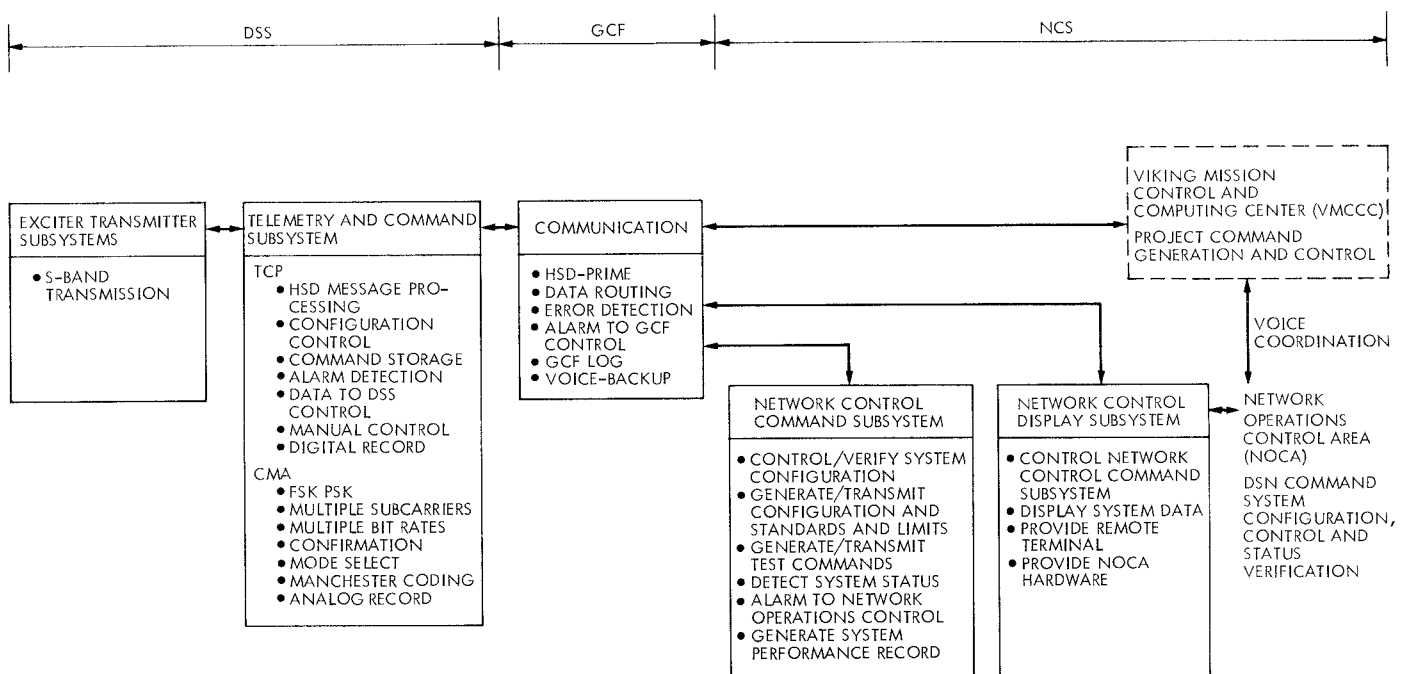 DSS
GCF
NCS
EXCITER TRANSMITTER
SUBSYSTEMS
● S-BAND
TRANSMISSION
TELEMETRY AND COMMAND
SUBSYSTEM
TCP
● HSD MESSAGE PRO-
CESSING
● CONFIGURATION
CONTROL
● COMMAND STORAGE
● ALARM DETECTION
● DATA TO DSS
CONTROL
● MANUAL CONTROL
● DIGITAL RECORD
CMA
● FSK PSK
● MULTIPLE SUBCARRIERS
● MULTIPLE BIT RATES
● CONFIRMATION
● MODE SELECT
● MANCHESTER CODING
● ANALOG RECORD
COMMUNICATION
● HSD-PRIME
● DATA ROUTING
● ERROR DETECTION
● ALARM TO GCF
CONTROL
● GCF LOG
● VOICE-BACKUP
VIKING MISSION
CONTROL AND
COMPUTING CENTER (VMCCC)
PROJECT COMMAND
GENERATION AND CONTROL
VOICE
COORDINATION
NETWORK CONTROL
COMMAND SUBSYSTEM
● CONTROL/VERIFY SYSTEM
CONFIGURATION
● GENERATE/TRANSMIT
CONFIGURATION AND
STANDARDS AND LIMITS
● GENERATE/TRANSMIT
TEST COMMANDS
● DETECT SYSTEM STATUS
● ALARM TO NETWORK
OPERATIONS CONTROL
● GENERATE SYSTEM
PERFORMANCE RECORD
NETWORK CONTROL
DISPLAY SUBSYSTEM
● CONTROL NETWORK
CONTROL COMMAND
SUBSYSTEM
● DISPLAY SYSTEM DATA
● PROVIDE REMOTE
TERMINAL
● PROVIDE NOCA
HARDWARE
NETWORK
OPERATIONS
CONTROL AREA
(NOCA)
DSN COMMAND
SYSTEM
CONFIGURATION,
CONTROL AND
STATUS
VERIFICATION